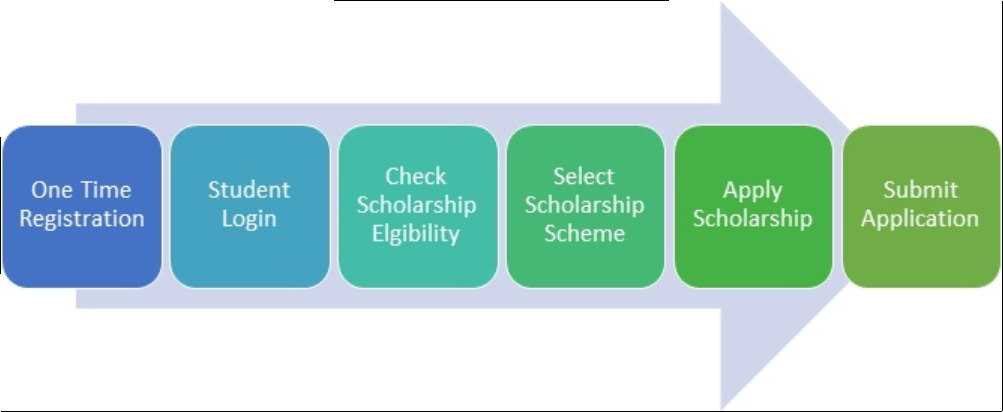 One Time
Registration
Student
Login
Check
Scholarship
Elgibility
Select
Scholarship
Scheme
Apply
Scholarship
Submit
Application